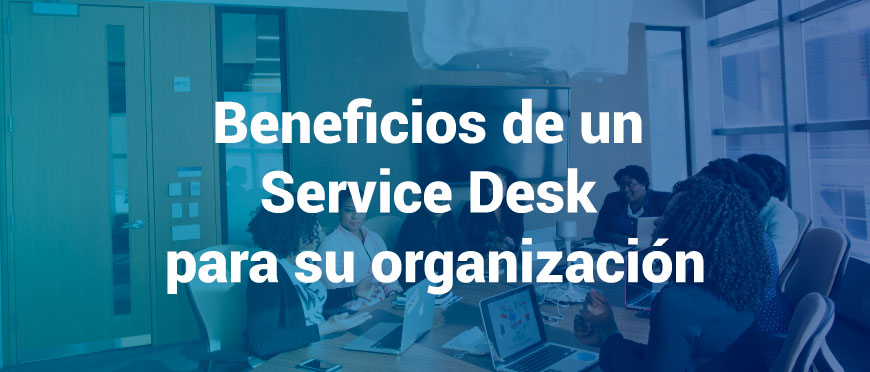 Beneficios de un
Service Desk
para su organización